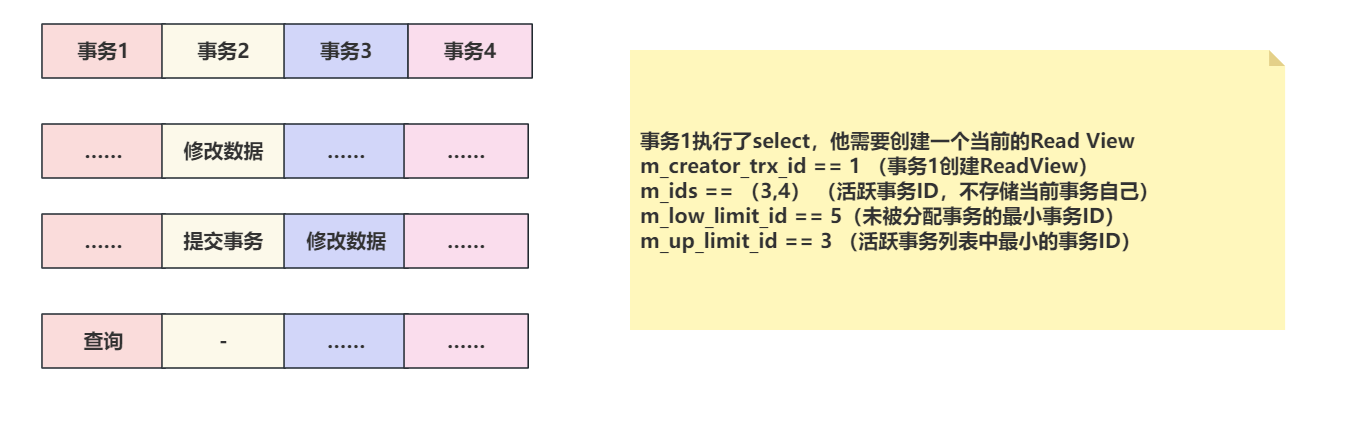 事务1 事务2 事务3 事务4
…… 修改数据 …… ……
…… 提交事务 修改数据 ……
查询 - …… ……
事务1执行了select，他需要创建一个当前的Read View
m_creator_trx_id == 1 （事务1创建ReadView）
m_ids == （3,4） （活跃事务ID，不存储当前事务自己）
m_low_limit_id == 5（未被分配事务的最小事务ID）
m_up_limit_id == 3 （活跃事务列表中最小的事务ID）